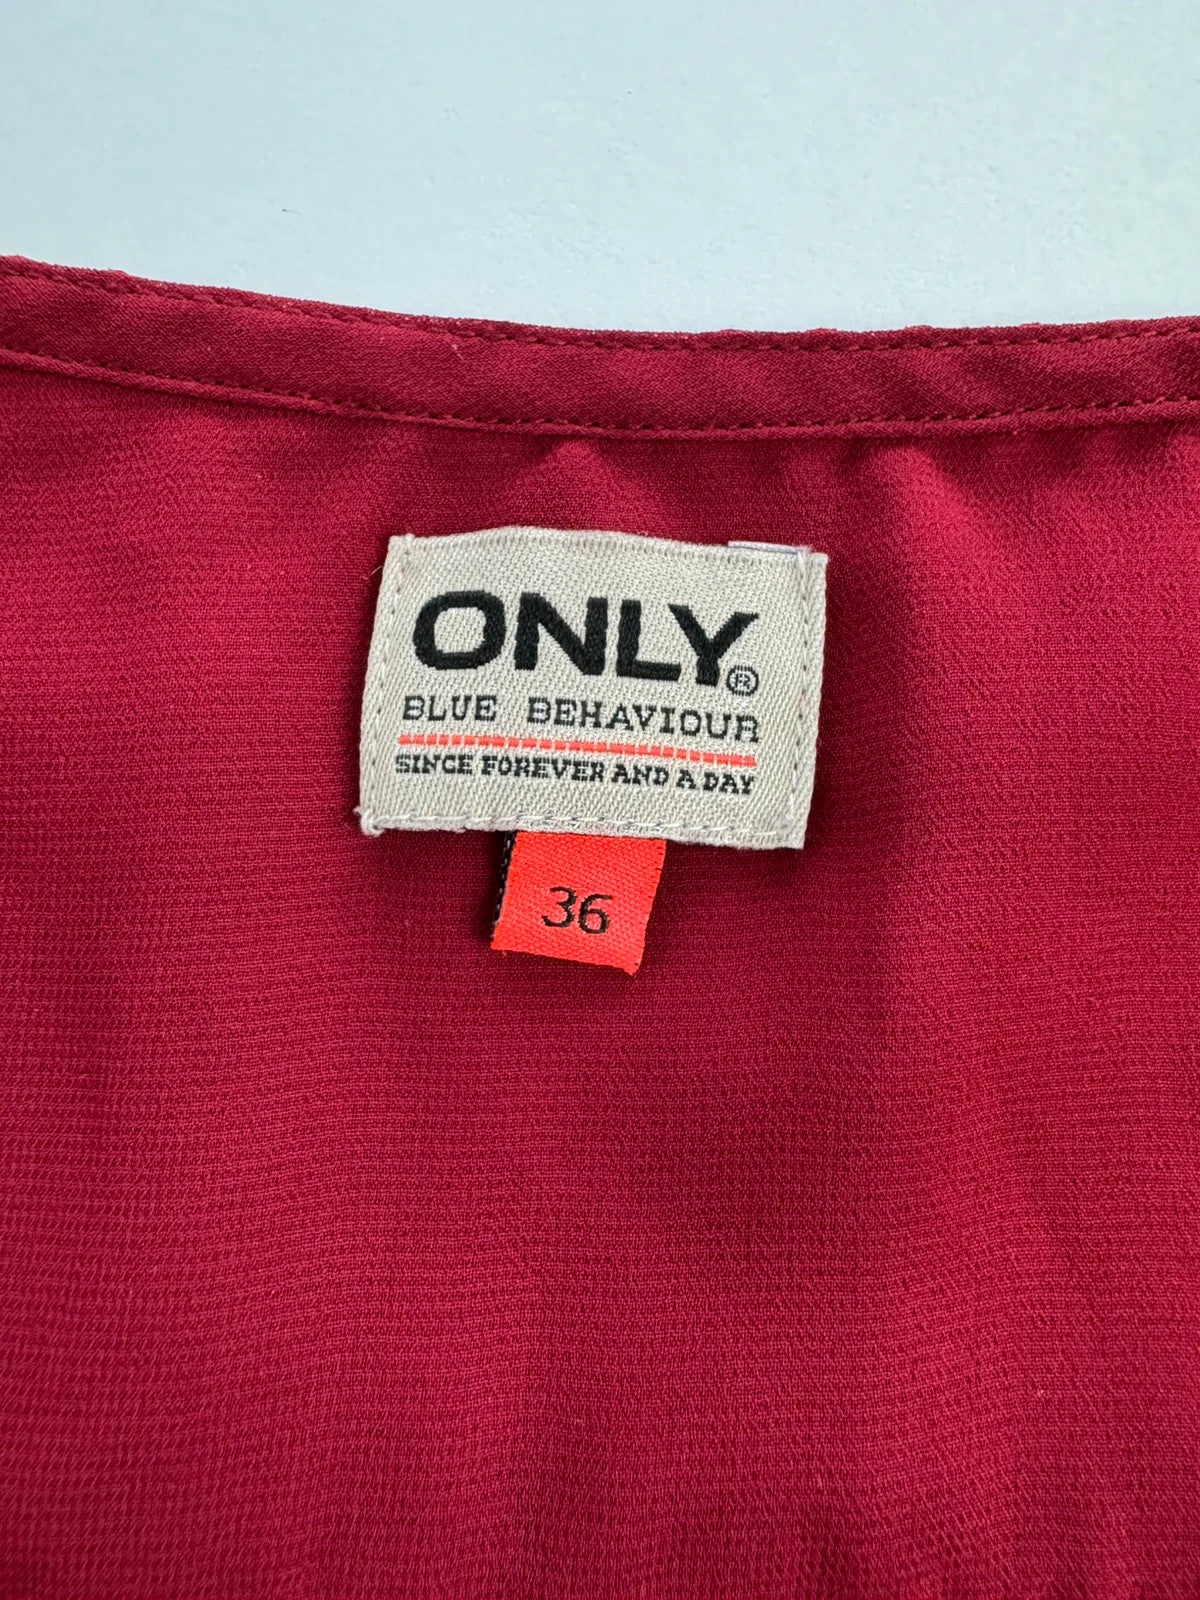 ONLY®
BLUE BEHAVIOUR
SINCE FOREVER AND A DAY
36